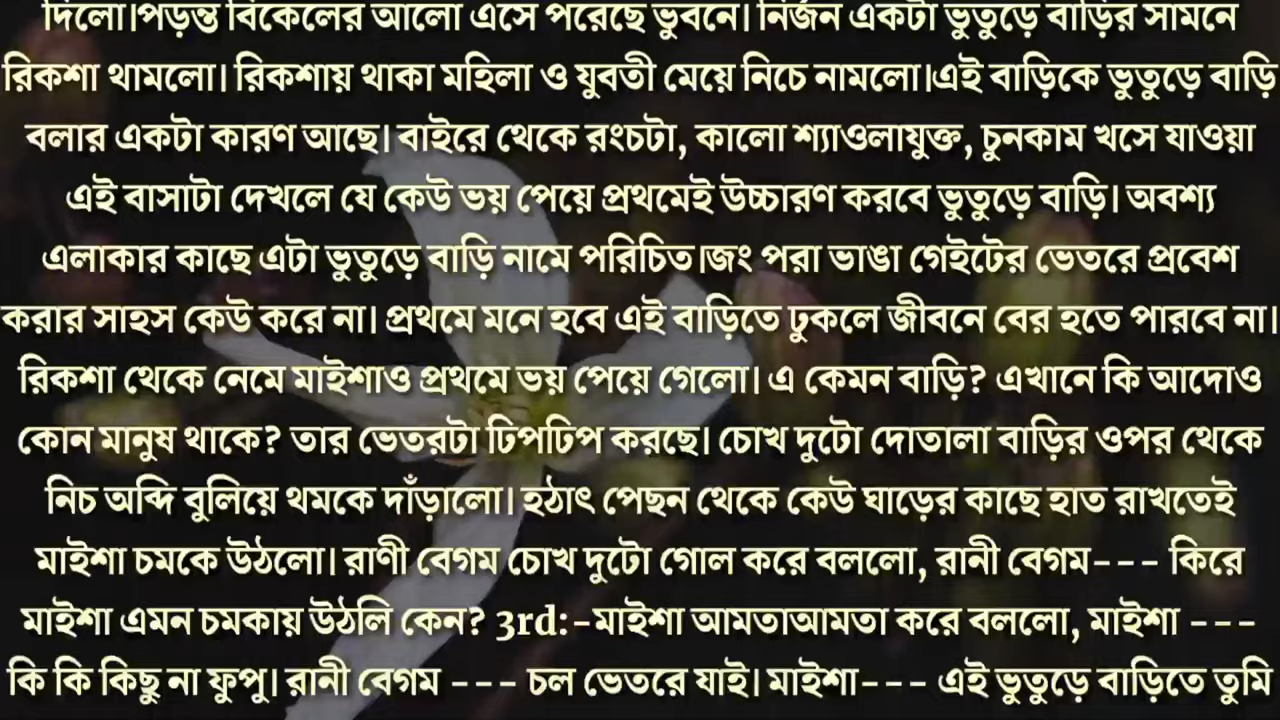 দিলো।পড়ন্ত বিকেলের আলো এসে পরেছে ভুবনে। নির্জন একটা ভুতুড়ে বাড়ির সামনে
রিকশা থামলো। রিকশায় থাকা মহিলা ও যুবতী মেয়ে নিচে নামলো।এই বাড়িকে ভুতুড়ে বাড়ি
বলার একটা কারণ আছে। বাইরে থেকে রংচটা, কালো শ্যাওলাযুক্ত, চুনকাম খসে যাওয়া
এই বাসাটা দেখলে যে কেউ ভয় পেয়ে প্রথমেই উচ্চারণ করবে ভুতুড়ে বাড়ি। অবশ্য
এলাকার কাছে এটা ভুতুড়ে বাড়ি নামে পরিচিত।জং পরা ভাঙা গেইটের ভেতরে প্রবেশ
করার সাহস কেউ করে না। প্রথমে মনে হবে এই বাড়িতে ঢুকলে জীবনে বের হতে পারবে না।
রিকশা থেকে নেমে মাইশাও প্রথমে ভয় পেয়ে গেলো। এ কেমন বাড়ি? এখানে কি আদোও
কোন মানুষ থাকে? তার ভেতরটা ঢিপঢিপ করছে। চোখ দুটো দোতালা বাড়ির ওপর থেকে
নিচ অব্দি বুলিয়ে থমকে দাঁড়ালো। হঠাৎ পেছন থেকে কেউ ঘাড়ের কাছে হাত রাখতেই
মাইশা চমকে উঠলো। রাণী বেগম চোখ দুটো গোল করে বললো, রানী বেগম--- কিরে
মাইশা এমন চমকায় উঠলি কেন? 3rd:-মাইশা আমতাআমতা করে বললো, মাইশা ---
কি কি কিছু না ফুপু। রানী বেগম --- চল ভেতরে যাই। মাইশা--- এই ভুতুড়ে বাড়িতে তুমি